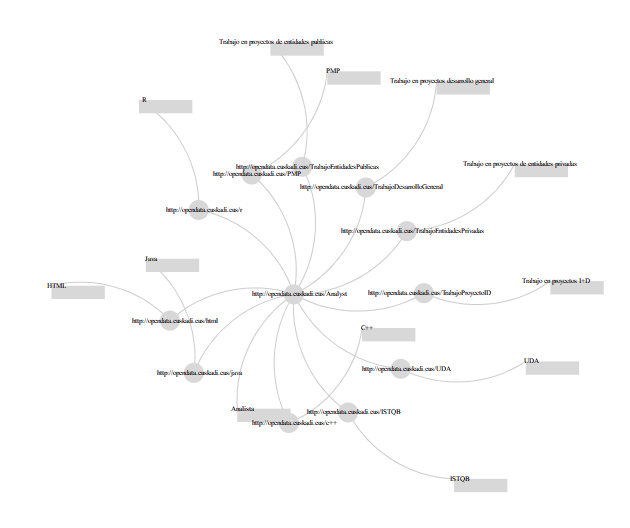 Trabajo en proyectos de entidades publicas
PMP
Trabajo en proyectos desarrollo general
R
http://opendata.euskadi.eus/TrabajoEntidadesPublicas
Trabajo en proyectos de entidades privadas
http://opendata.euskadi.eus/PMP
http://opendata.euskadi.eus/TrabajoDesarrolloGeneral
http://opendata.euskadi.eus/r
http://opendata.euskadi.eus/TrabajoEntidadesPrivadas
Java
Trabajo en proyectos I+D
HTML
http://opendata.euskadi.eus/Analyst
http://opendata.euskadi.eus/TrabajoProyectoID
http://opendata.euskadi.eus/html
C++
UDA
http://opendata.euskadi.eus/java
http://opendata.euskadi.eus/UDA
Analista
http://opendata.euskadi.eus/ISTQB
http://opendata.euskadi.eus/c++
ISTQB